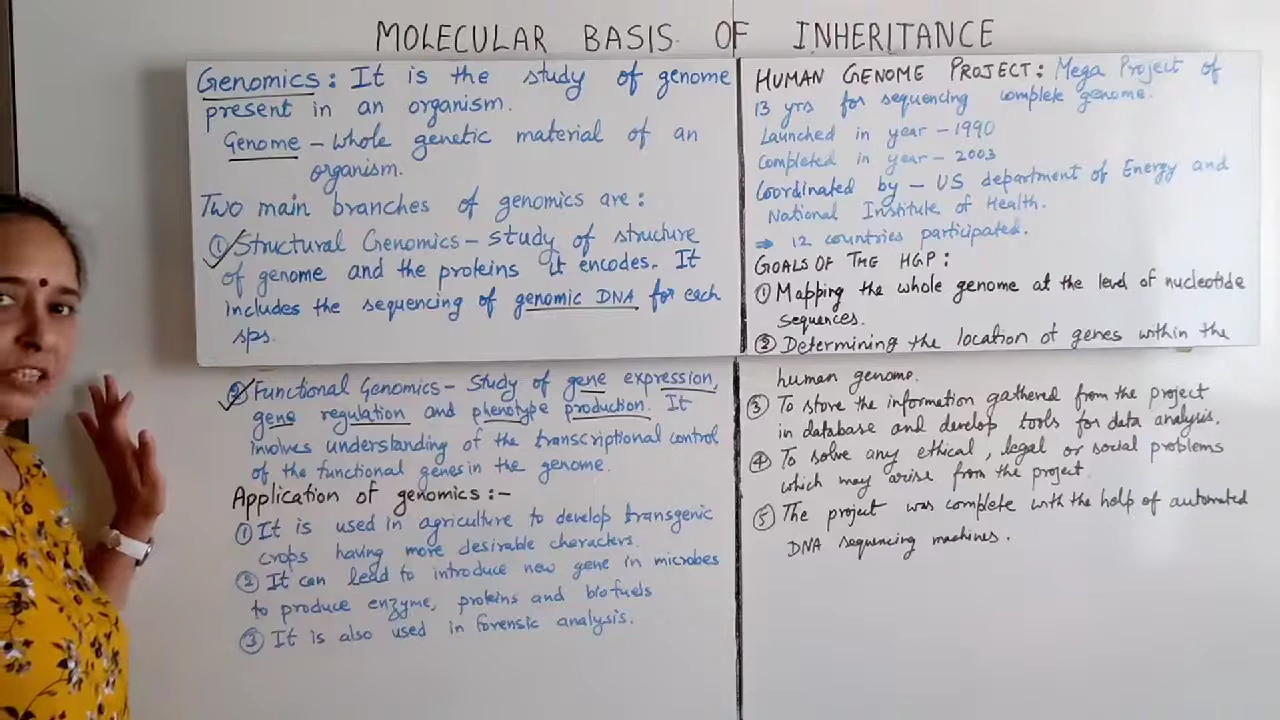 MOLECULAR BASIS OF INHERITANCE
Genomics: It is the study of genome
present in an organism.
Genome – whole genetic material of an
organism.
Two main branches of genomics are:
① Structural Genomics – study of structure
of genome and the proteins it encodes. It
includes the sequencing of genomic DNA for each
sps.
② Functional Genomics – Study of gene expression,
gene regulation and phenotype production. It
involves understanding of the transcriptional control
of the functional genes in the genome.
Application of genomics :-
① It is used in agriculture to develop transgenic
crops having more desirable characters.
② It can lead to introduce new gene in microbes
to produce enzyme, proteins and biofuels
③ It is also used in forensic analysis.
HUMAN GENOME PROJECT: Mega Project of
13 yrs for sequencing complete genome.
Launched in year – 1990
Completed in year – 2003
Coordinated by – US department of Energy and
National Institute of Health.
⇒ 12 countries participated.
GOALS OF THE HGP:
① Mapping the whole genome at the level of nucleotide
sequences.
② Determining the location of genes within the
human genome.
③ To store the information gathered from the project
in database and develop tools for data analysis.
④ To solve any ethical, legal or social problems
which may arise from the project.
⑤ The project was complete with the help of automated
DNA sequencing machines.